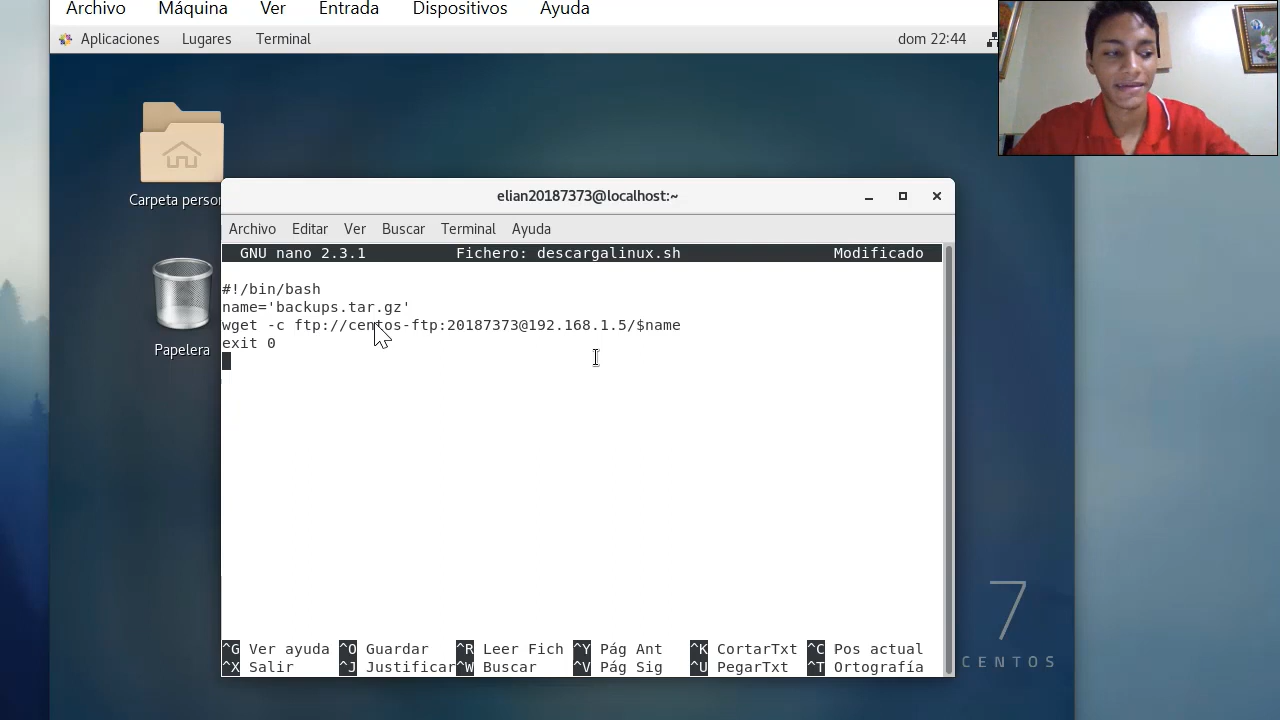 Archivo Máquina Ver Entrada Dispositivos Ayuda
Aplicaciones Lugares Terminal dom 22:44
Carpeta person
Papelera
elian20187373@localhost:~
Archivo Editar Ver Buscar Terminal Ayuda
GNU nano 2.3.1 Fichero: descargalinux.sh Modificado
#!/bin/bash
name='backups.tar.gz'
wget -c ftp://centos-ftp:20187373@192.168.1.5/$name
exit 0
^G Ver ayuda ^O Guardar ^R Leer Fich ^Y Pág Ant ^K CortarTxt ^C Pos actual
^X Salir ^J Justificar ^W Buscar ^V Pág Sig ^U PegarTxt ^T Ortografía
7
CENTOS